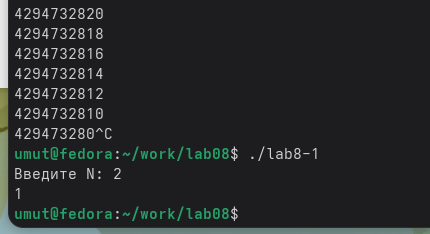 4294732820
4294732818
4294732816
4294732814
4294732812
4294732810
429473280^C
umut@fedora:~/work/lab08$ ./lab8-1
Введите N: 2
1
umut@fedora:~/work/lab08$